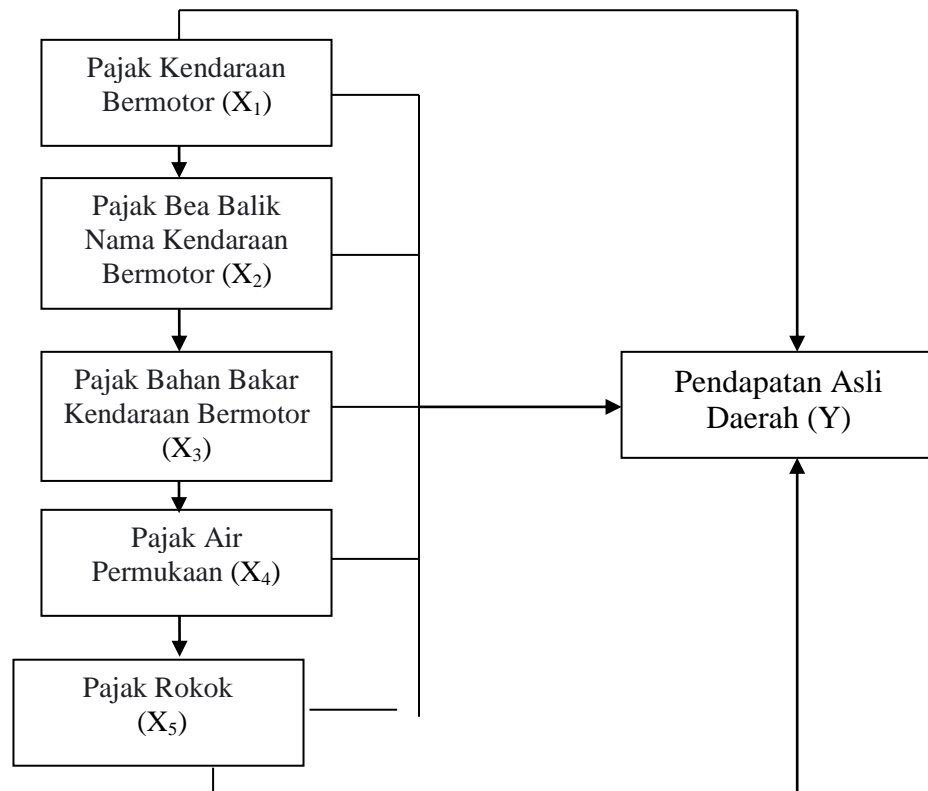 Pajak Kendaraan
Bermotor (X₁)
Pajak Bea Balik
Nama Kendaraan
Bermotor (X₂)
Pajak Bahan Bakar
Kendaraan Bermotor
(X₃)
Pajak Air
Permukaan (X₄)
Pajak Rokok
(X₅)
Pendapatan Asli
Daerah (Y)